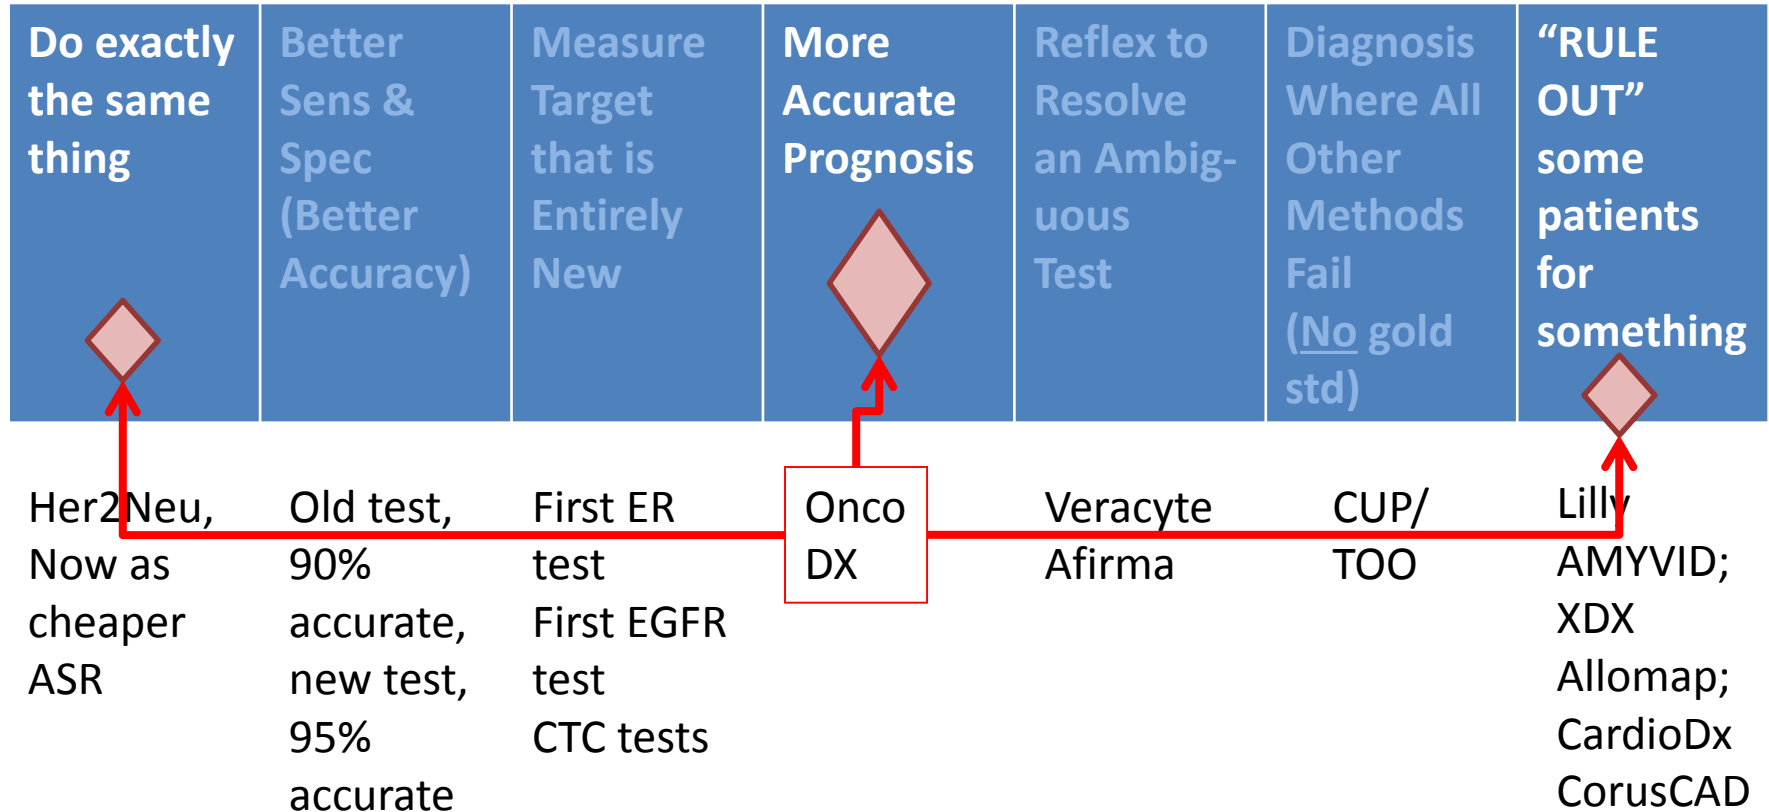 Do exactly
the same
thing
Better
Sens &
Spec
(Better
Accuracy)
Measure
Target
that is
Entirely
New
More
Accurate
Prognosis
Reflex to
Resolve
an Ambig-
uous
Test
Diagnosis
Where All
Other
Methods
Fail
(No gold
std)
“RULE
OUT”
some
patients
for
something
Her2Neu,
Now as
cheaper
ASR
Old test,
90%
accurate,
new test,
95%
accurate
First ER
test
First EGFR
test
CTC tests
Onco
DX
Veracyte
Afirma
CUP/
TOO
Lilly
AMYVID;
XDX
Allomap;
CardioDx
CorusCAD